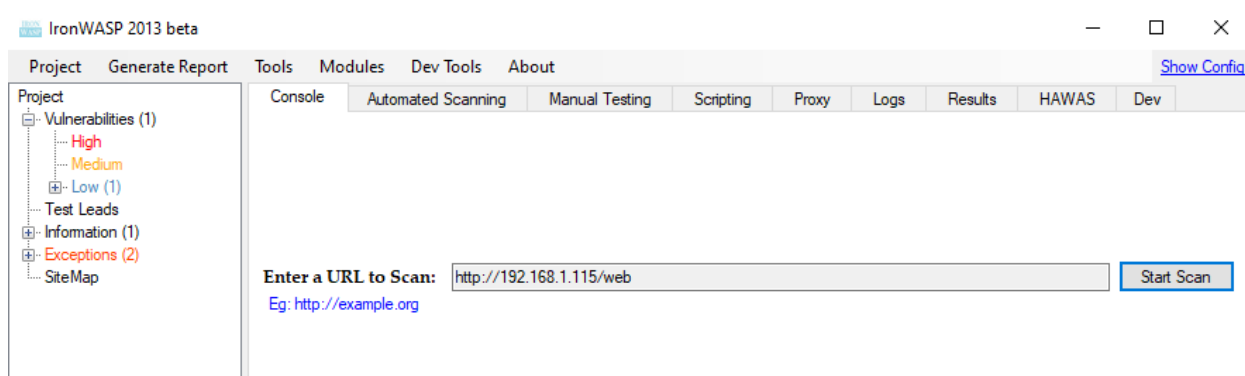 IRON WASP IronWASP 2013 beta
Project Generate Report Tools Modules Dev Tools About Show Config
Console Automated Scanning Manual Testing Scripting Proxy Logs Results HAWAS Dev
Project
Vulnerabilities (1)
High
Medium
Low (1)
Test Leads
Information (1)
Exceptions (2)
SiteMap
Enter a URL to Scan: http://192.168.1.115/web Start Scan
Eg: http://example.org